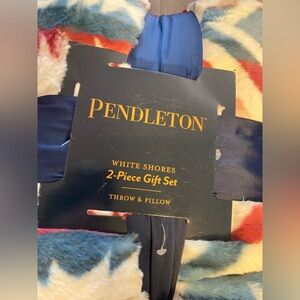 PENDLETON
WHITE SHORES
2-Piece Gift Set
THROW & PILLOW